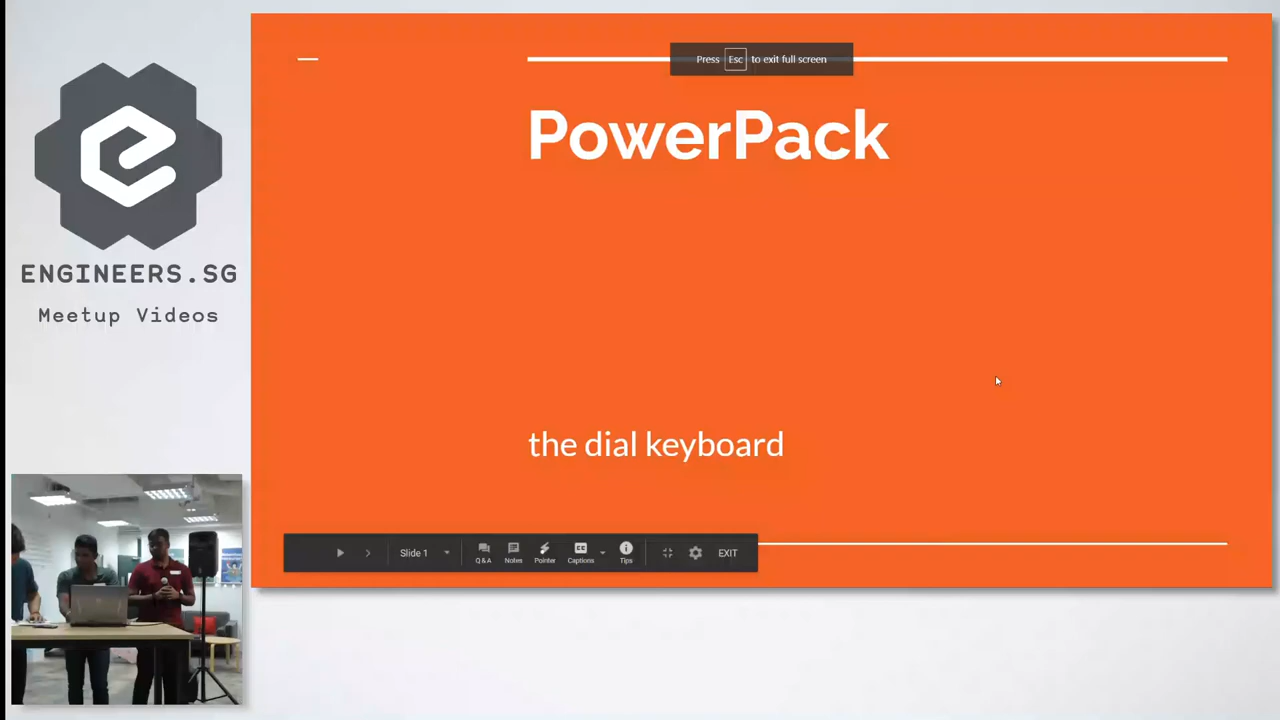 ENGINEERS.SG
Meetup Videos
Press Esc to exit full screen
PowerPack
the dial keyboard
Slide 1
Q&A
Notes
Pointer
CC
Captions
Tips
EXIT